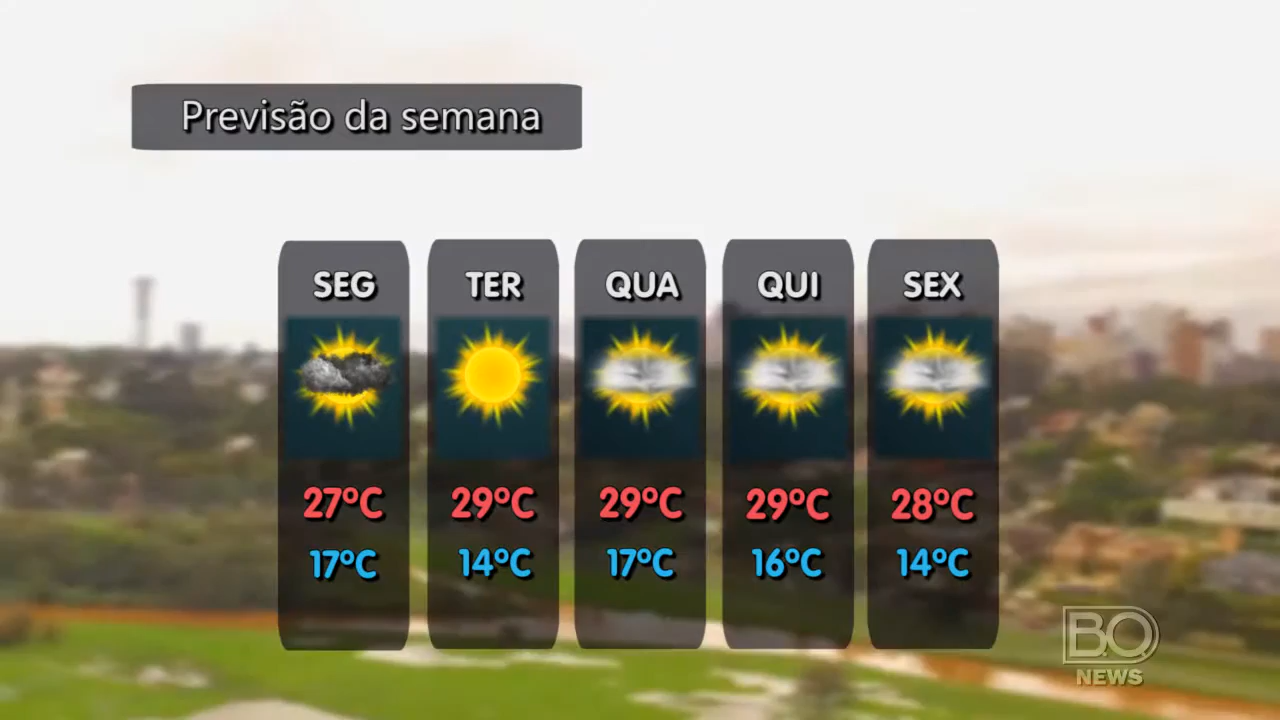 Previsão da semana
SEG TER QUA QUI SEX
27°C 29°C 29°C 29°C 28°C
17°C 14°C 17°C 16°C 14°C
BO
NEWS